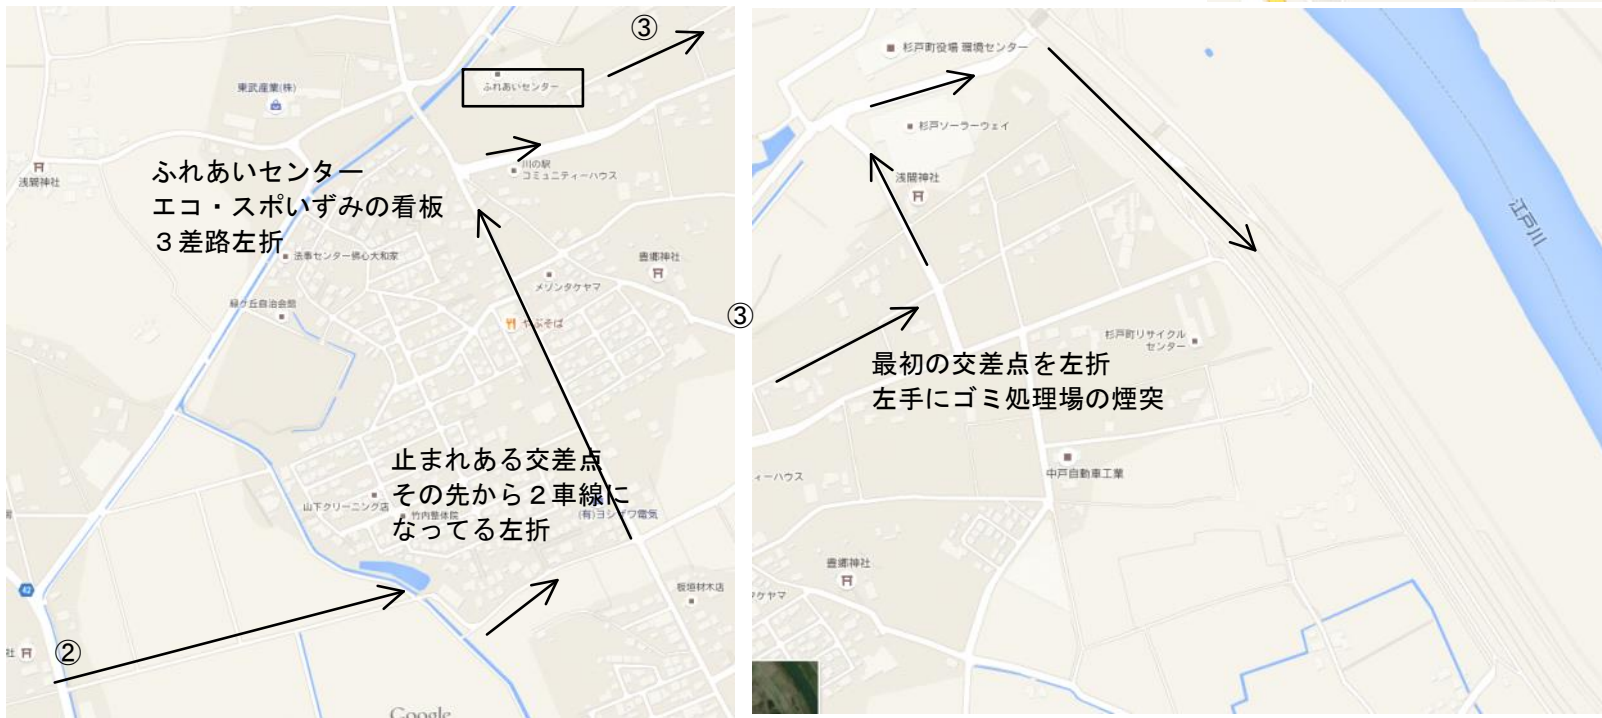 ③
東武産業(株)
ふれあいセンター
浅間神社
ふれあいセンター
エコ・スポいずみの看板
３差路左折
川の駅
コミュニティーハウス
法事センター佛心大和家
豊郷神社
メゾンタケヤマ
緑ケ丘自治会館
やぶそば
止まれある交差点
その先から２車線に
なってる左折
山下クリーニング店
竹内整体院
(有)ヨシザワ電気
板垣材木店
42
社
②
Google
杉戸町役場 環境センター
杉戸ソーラーウェイ
浅間神社
江戸川
③
杉戸町リサイクル
センター
最初の交差点を左折
左手にゴミ処理場の煙突
ィーハウス
中戸自動車工業
豊郷神社
タケヤマ